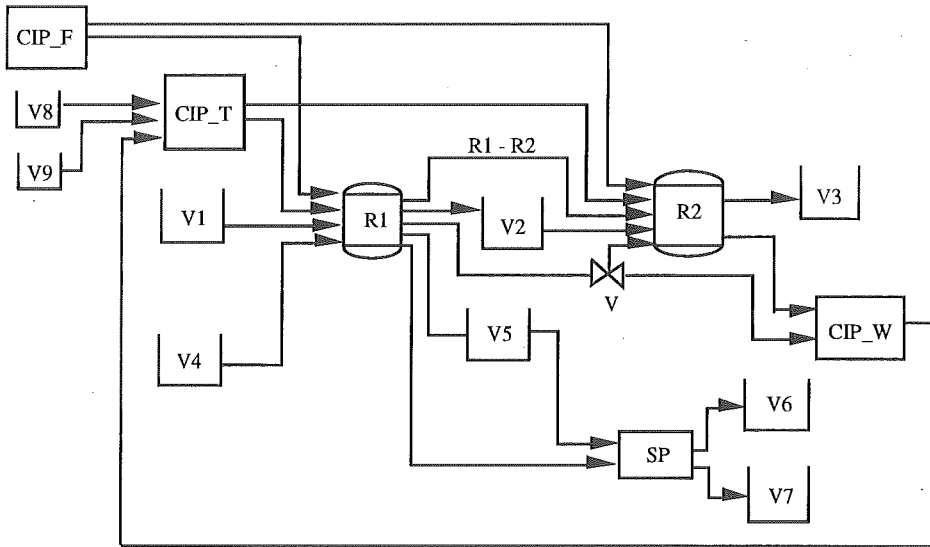 CIP_F
V8
CIP_T
V9
R1 - R2
V1
R1
V2
R2
V3
V
V4
V5
CIP_W
V6
SP
V7